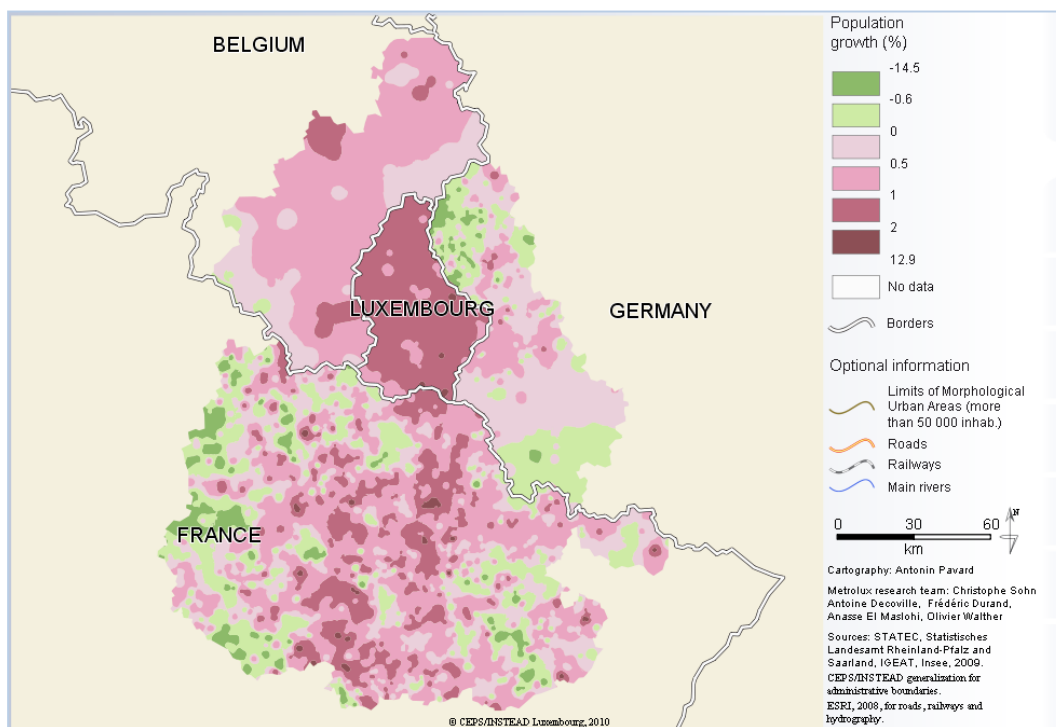 BELGIUM
LUXEMBOURG
GERMANY
FRANCE
© CEPS/INSTEAD Luxembourg, 2010
Population
growth (%)
-14.5
-0.6
0
0.5
1
2
12.9
No data
Borders
Optional information
Limits of Morphological
Urban Areas (more
than 50 000 inhab.)
Roads
Railways
Main rivers
0 30 60
km
N
Cartography: Antonin Pavard
Metrolux research team: Christophe Sohn
Antoine Decoville, Frédéric Durand,
Anasse El Maslohi, Olivier Walther
Sources: STATEC, Statistisches
Landesamt Rheinland-Pfalz and
Saarland, IGEAT, Insee, 2009.
CEPS/INSTEAD generalization for
administrative boundaries.
ESRI, 2008, for roads, railways and
hydrography.